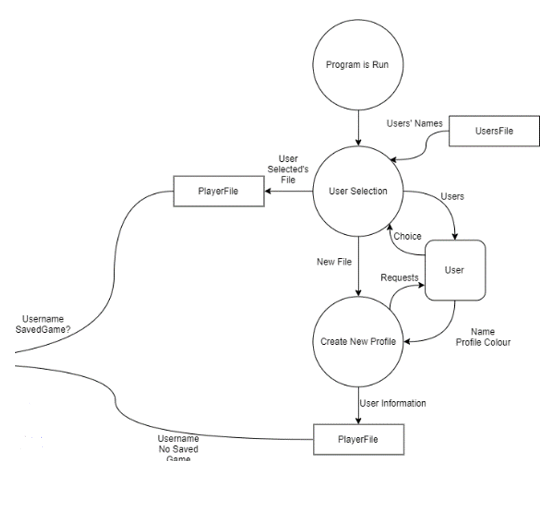 Program is Run
Users' Names
UsersFile
User
Selected's
File
PlayerFile
User Selection
Users
Choice
User
New File
Requests
Username
SavedGame?
Create New Profile
Name
Profile Colour
User Information
PlayerFile
Username
No Saved
Game